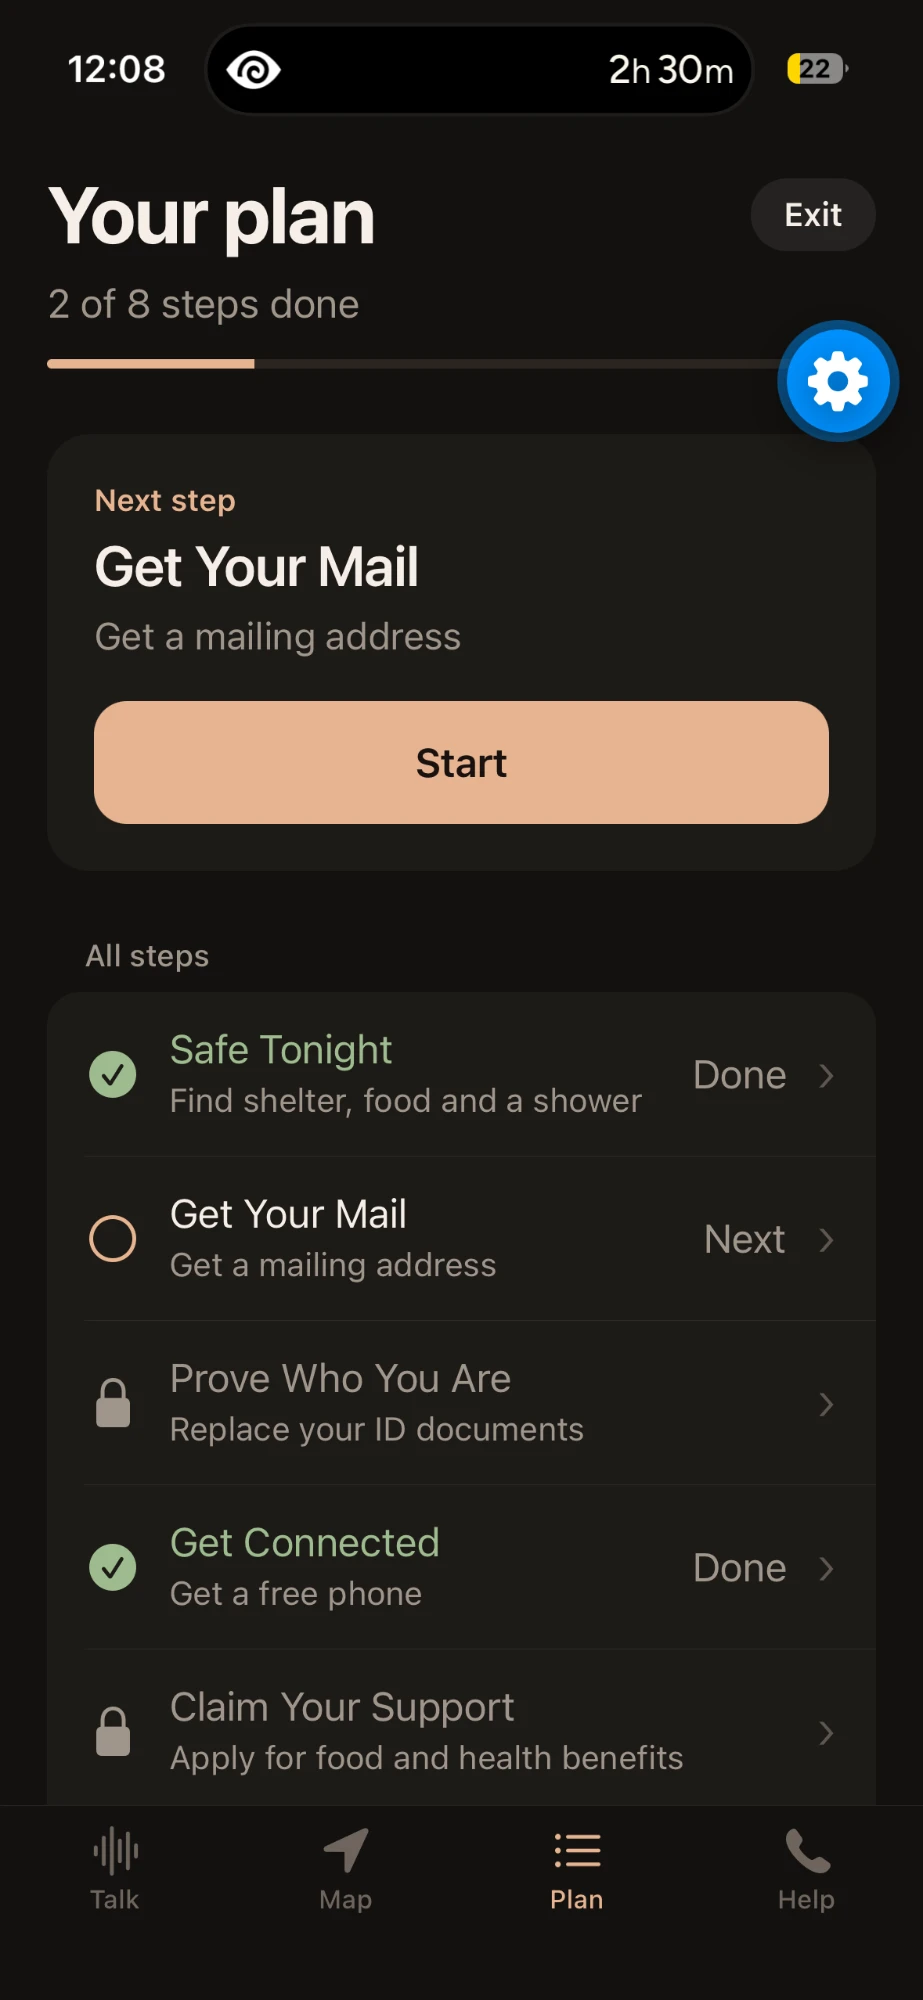 12:08
2h 30m
22
Your plan
Exit
2 of 8 steps done
Next step
Get Your Mail
Get a mailing address
Start
All steps
Safe Tonight
Find shelter, food and a shower
Done
Get Your Mail
Get a mailing address
Next
Prove Who You Are
Replace your ID documents
Get Connected
Get a free phone
Done
Claim Your Support
Apply for food and health benefits
Talk
Map
Plan
Help